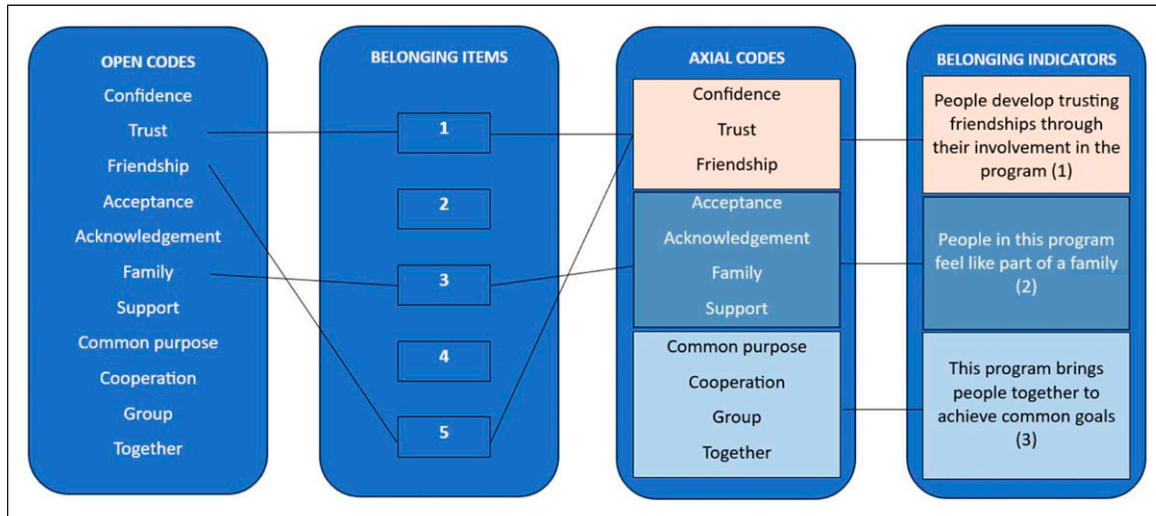 OPEN CODES
Confidence
Trust
Friendship
Acceptance
Acknowledgement
Family
Support
Common purpose
Cooperation
Group
Together
BELONGING ITEMS
1
2
3
4
5
AXIAL CODES
Confidence
Trust
Friendship
Acceptance
Acknowledgement
Family
Support
Common purpose
Cooperation
Group
Together
BELONGING INDICATORS
People develop trusting
friendships through
their involvement in the
program (1)
People in this program
feel like part of a family
(2)
This program brings
people together to
achieve common goals
(3)